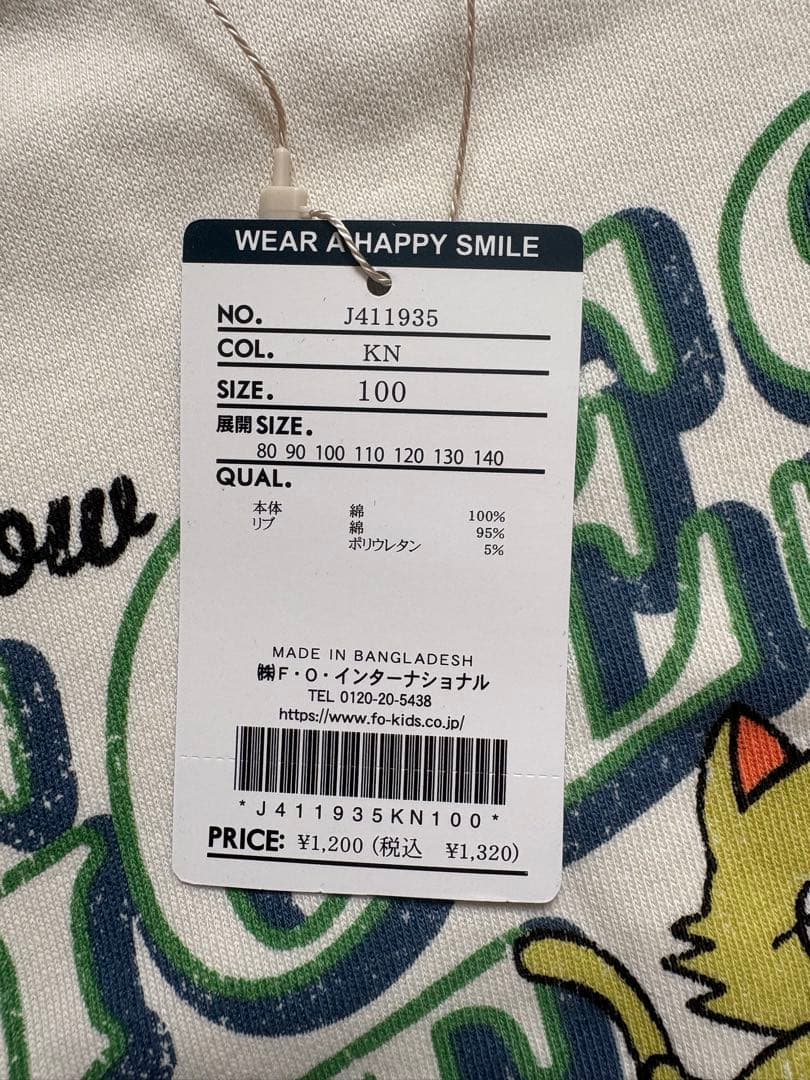 WEAR A HAPPY SMILE
NO. J411935
COL. KN
SIZE. 100
展開SIZE.
80 90 100 110 120 130 140
QUAL.
本体 綿 100%
リブ 綿 95%
ポリウレタン 5%
MADE IN BANGLADESH
㈱F・O・インターナショナル
TEL 0120-20-5438
https://www.fo-kids.co.jp/
*J411935KN100*
PRICE: ¥1,200 (税込 ¥1,320)
ow